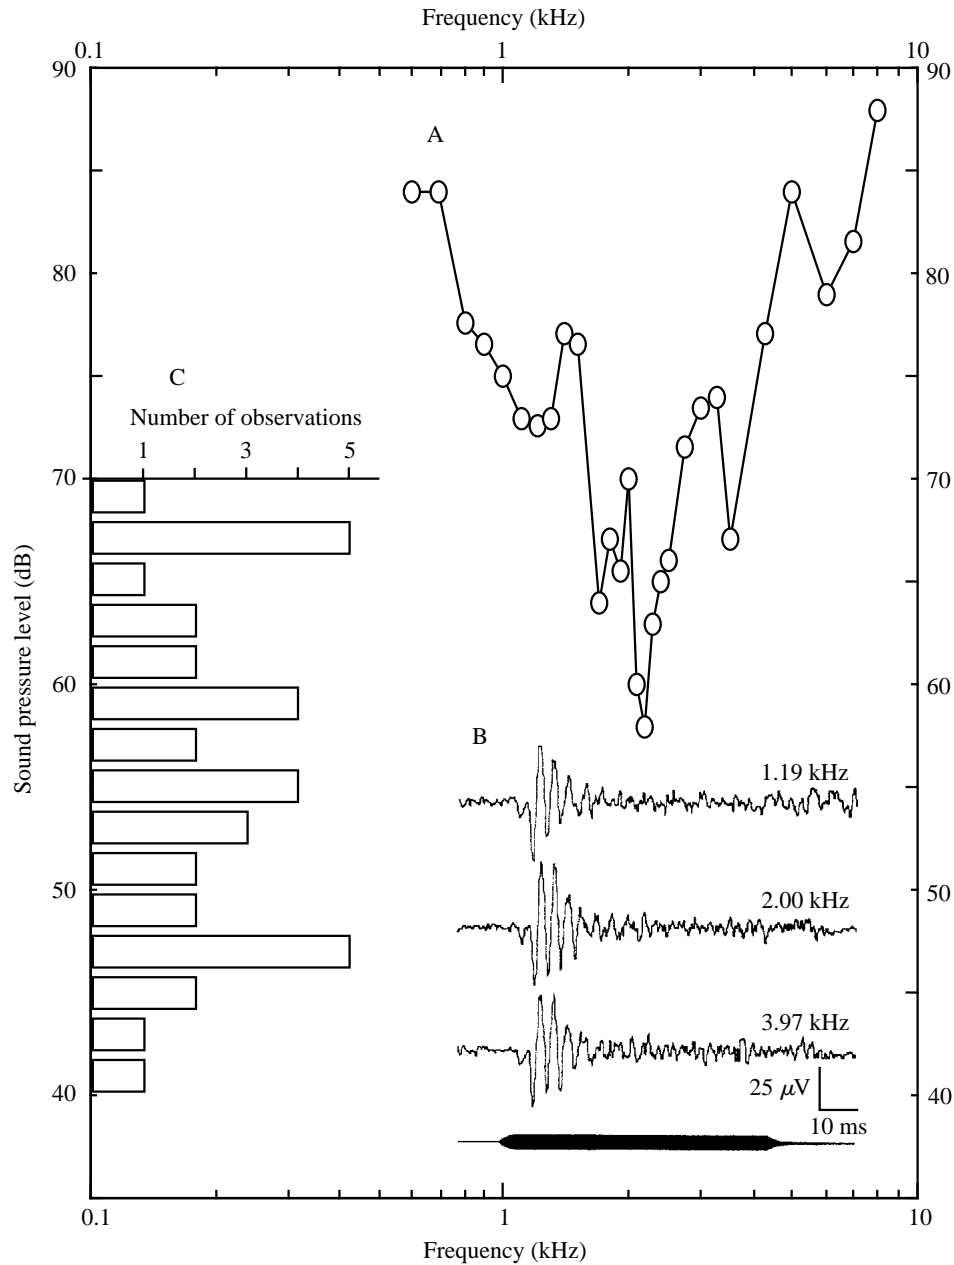 Frequency (kHz)
0.1 1 10
90 90
A
80 80
C
Number of observations
1 3 5
70 70
Sound pressure level (dB)
60 60
B
1.19 kHz
50 2.00 kHz 50
3.97 kHz
25 μV
40 40
10 ms
0.1 1 10
Frequency (kHz)